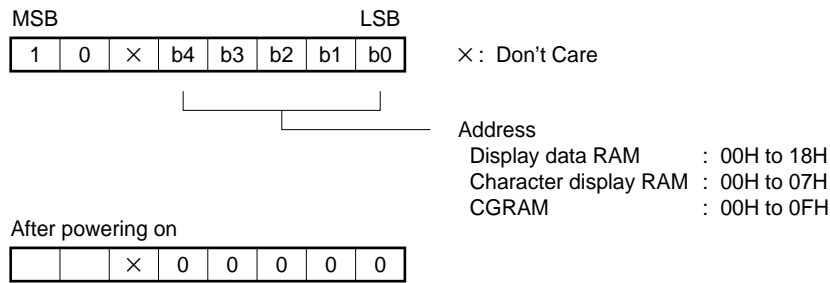 MSB LSB
1 0 × b4 b3 b2 b1 b0 × : Don't Care
Address
Display data RAM : 00H to 18H
Character display RAM : 00H to 07H
CGRAM : 00H to 0FH
After powering on
× 0 0 0 0 0